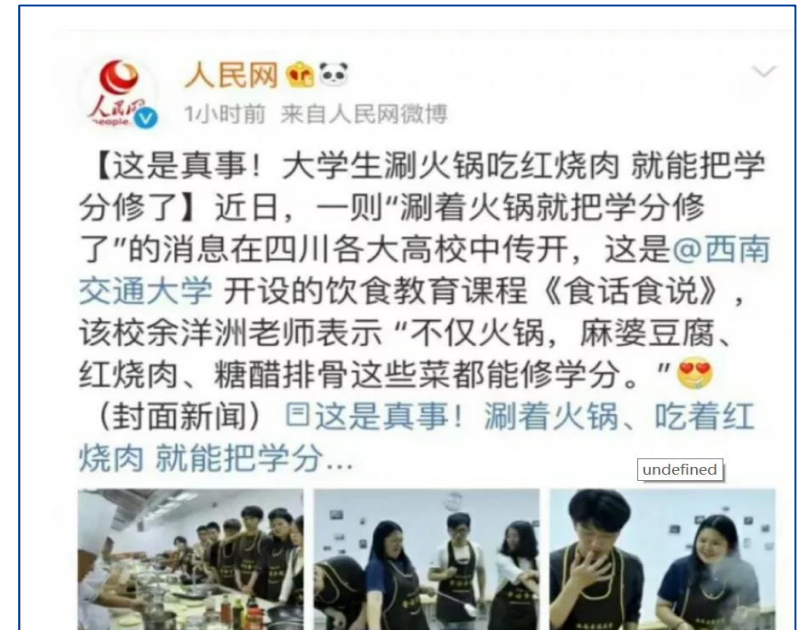 人民网
人民网
people.
1小时前 来自人民网微博
【这是真事！大学生涮火锅吃红烧肉 就能把学
分修了】近日，一则“涮着火锅就把学分修
了”的消息在四川各大高校中传开，这是@西南
交通大学 开设的饮食教育课程《食话食说》，
该校余洋洲老师表示 “不仅火锅，麻婆豆腐、
红烧肉、糖醋排骨这些菜都能修学分。”
（封面新闻）这是真事！涮着火锅、吃着红
烧肉 就能把学分...
undefined